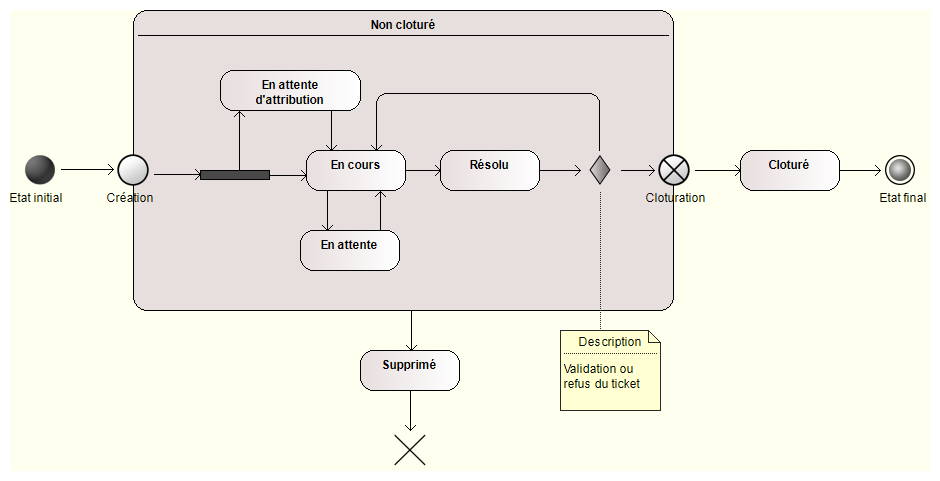 Non cloturé
En attente
d'attribution
En cours
Résolu
Cloturé
Etat initial
Création
Cloturation
Etat final
En attente
Description
Validation ou
refus du ticket
Supprimé